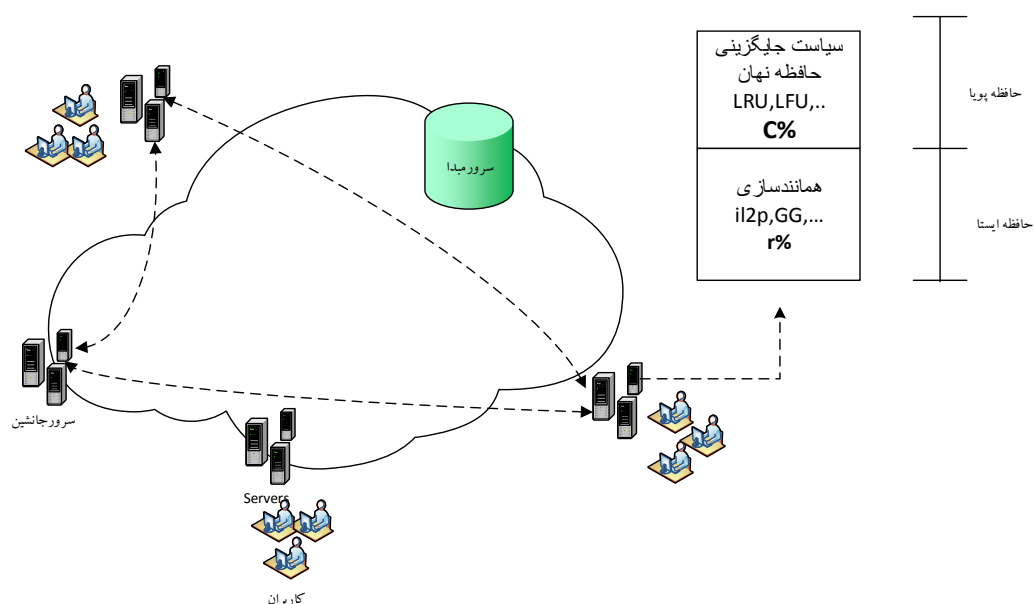 سیاست جایگزینی
حافظه نهان
LRU,LFU,..
C%
حافظه پویا
همانندسازی
il2p,GG,...
r%
حافظه ایستا
سرورمبدا
سرورجانشین
Servers
کاربران